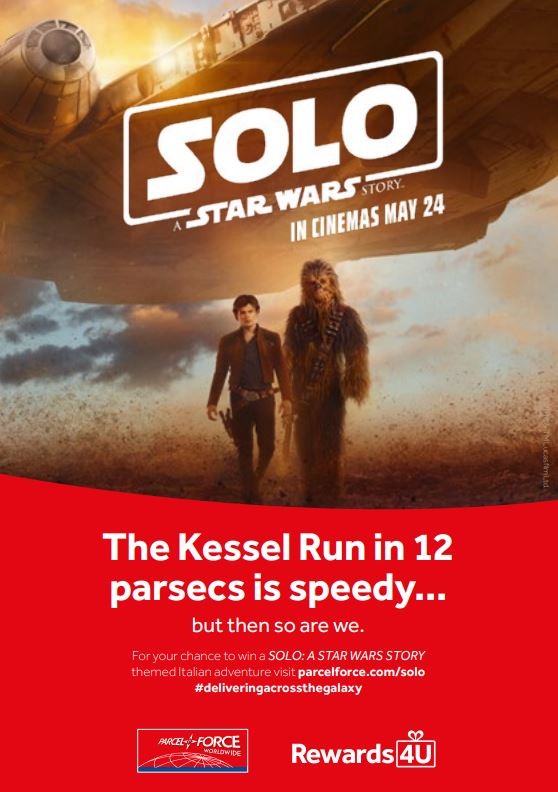 SOLO
A STAR WARS STORY™
IN CINEMAS MAY 24
The Kessel Run in 12
parsecs is speedy...
but then so are we.
For your chance to win a SOLO: A STAR WARS STORY
themed Italian adventure visit parcelforce.com/solo
#deliveringacrossthegalaxy
PARCEL FORCE
WORLDWIDE
Rewards4U